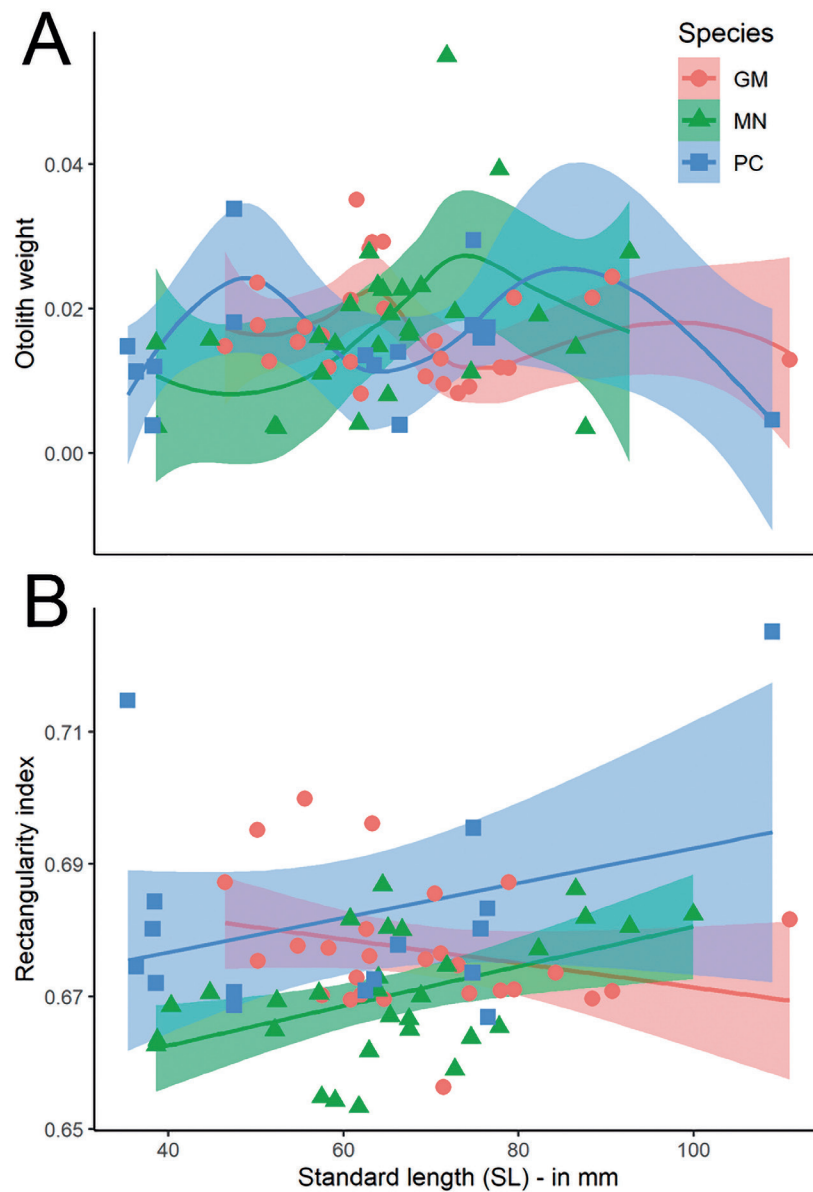 A
Species
GM
MN
PC
0.04
0.02
0.00
Otolith weight
B
0.71
0.69
0.67
0.65
Rectangularity index
40 60 80 100
Standard length (SL) - in mm